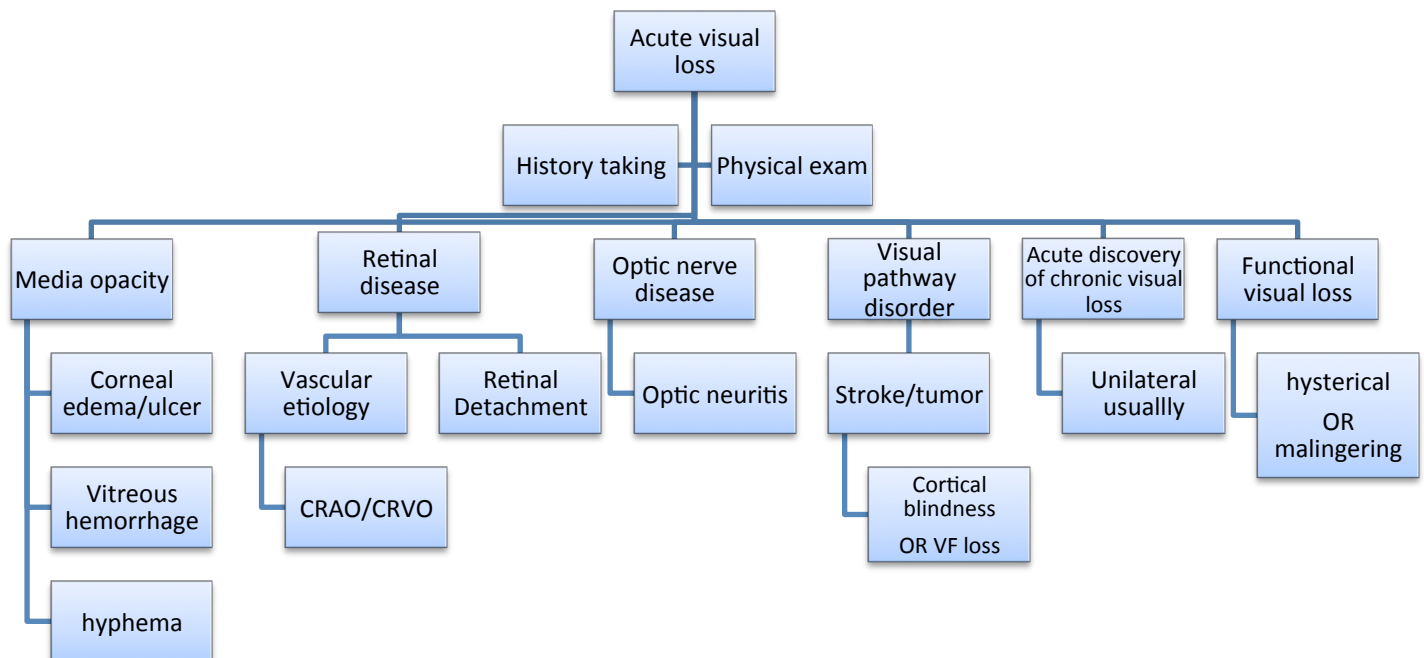 Acute visual
loss
History taking
Physical exam
Media opacity
Retinal
disease
Optic nerve
disease
Visual
pathway
disorder
Acute discovery
of chronic visual
loss
Functional
visual loss
Corneal
edema/ulcer
Vascular
etiology
Retinal
Detachment
Optic neuritis
Stroke/tumor
Unilateral
usuallly
hysterical
OR
malingering
Vitreous
hemorrhage
CRAO/CRVO
Cortical
blindness
OR VF loss
hyphema